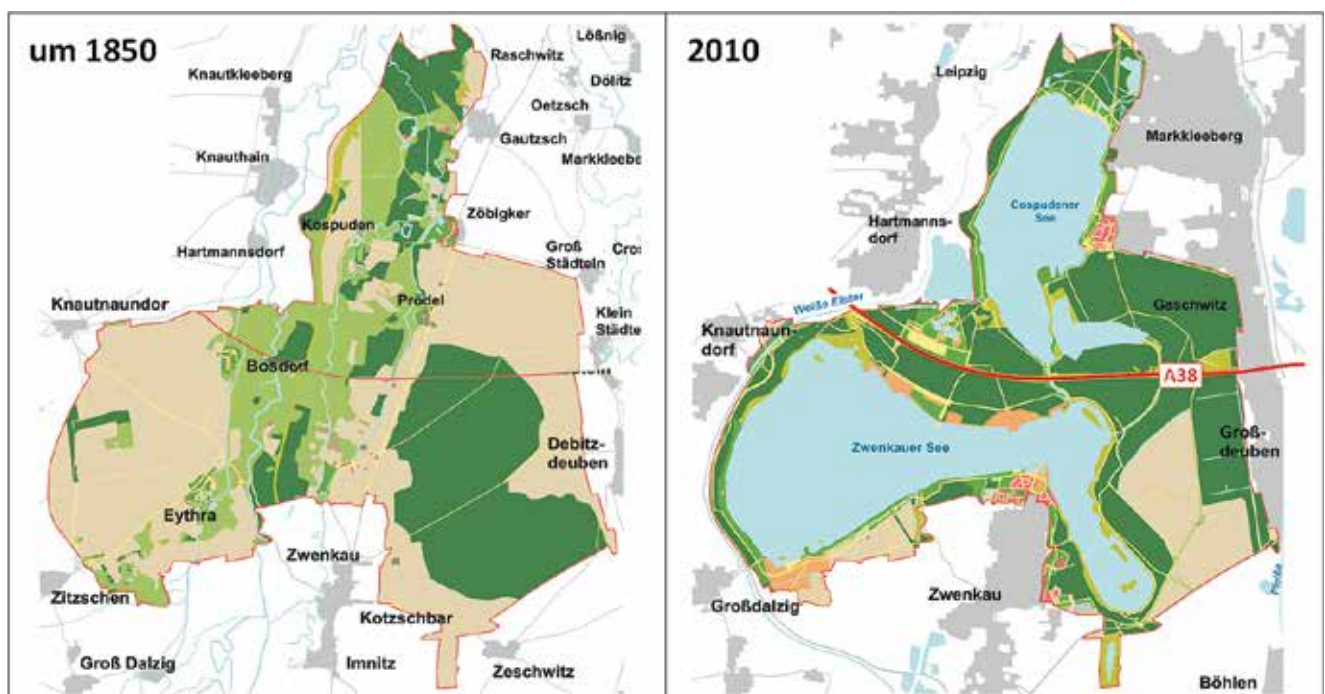 um 1850
Lößnig
Raschwitz
Knautkleeberg
Dölitz
Oetzsch
Gautzsch
Knauthain
Markkleebe
Kospuden
Zöbigker
Hartmannsdorf
Groß
Städteln
Cros
Knautnaundor
Prödel
Klein
Städte
Bosdorf
Debitz-
deuben
Eythra
Zwenkau
Zitzschen
Kotzschbar
Groß Dalzig
Imnitz
Zeschwitz
2010
Leipzig
Markkleeberg
Cospudener
See
Hartmanns-
dorf
Weiße Elster
Gaschwitz
Knautnaun-
dorf
A38
Zwenkauer See
Groß-
deuben
Großdalzig
Zwenkau
Pleiße
Böhlen